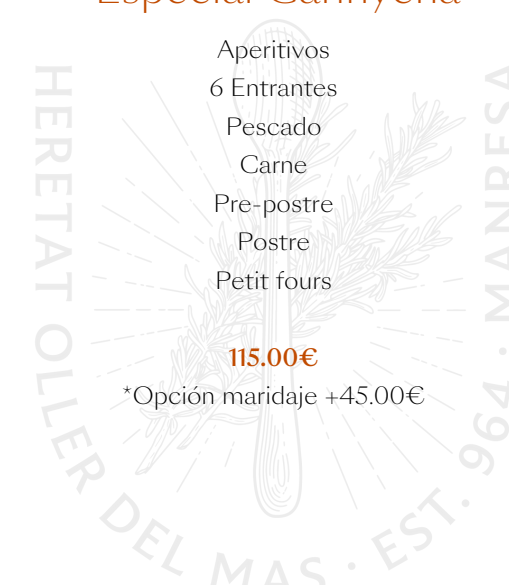 Aperitivos
6 Entrantes
Pescado
Carne
Pre-postre
Postre
Petit fours
115.00€
*Opción maridaje +45.00€
HERETAT OLLER DEL MAS · EST. 964 · MANRESA